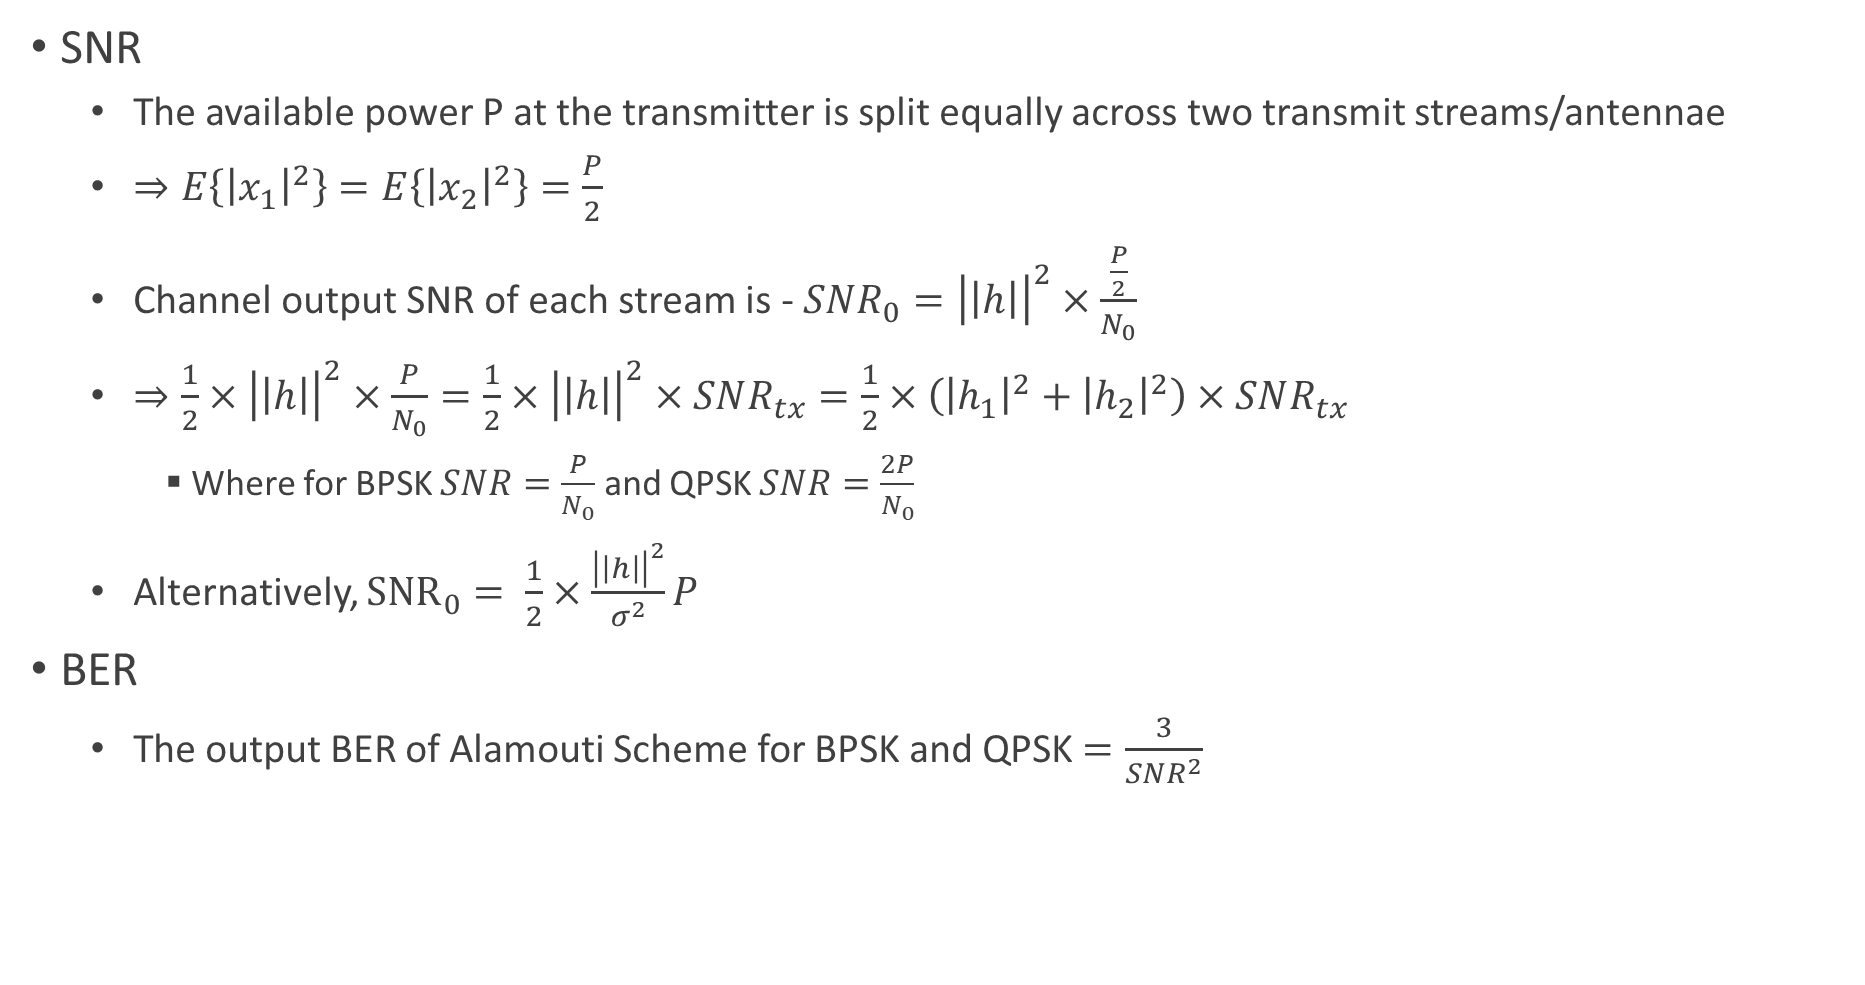 • SNR
• The available power P at the transmitter is split equally across two transmit streams/antennae
• ⇒ E{|x₁|²} = E{|x₂|²} = P/2
• Channel output SNR of each stream is - SNR₀ = ||h||² × (P/2)/N₀
• ⇒ 1/2 × ||h||² × P/N₀ = 1/2 × ||h||² × SNRₜₓ = 1/2 × (|h₁|² + |h₂|²) × SNRₜₓ
▪ Where for BPSK SNR = P/N₀ and QPSK SNR = 2P/N₀
• Alternatively, SNR₀ = 1/2 × ||h||²/σ² P
• BER
• The output BER of Alamouti Scheme for BPSK and QPSK = 3/SNR²